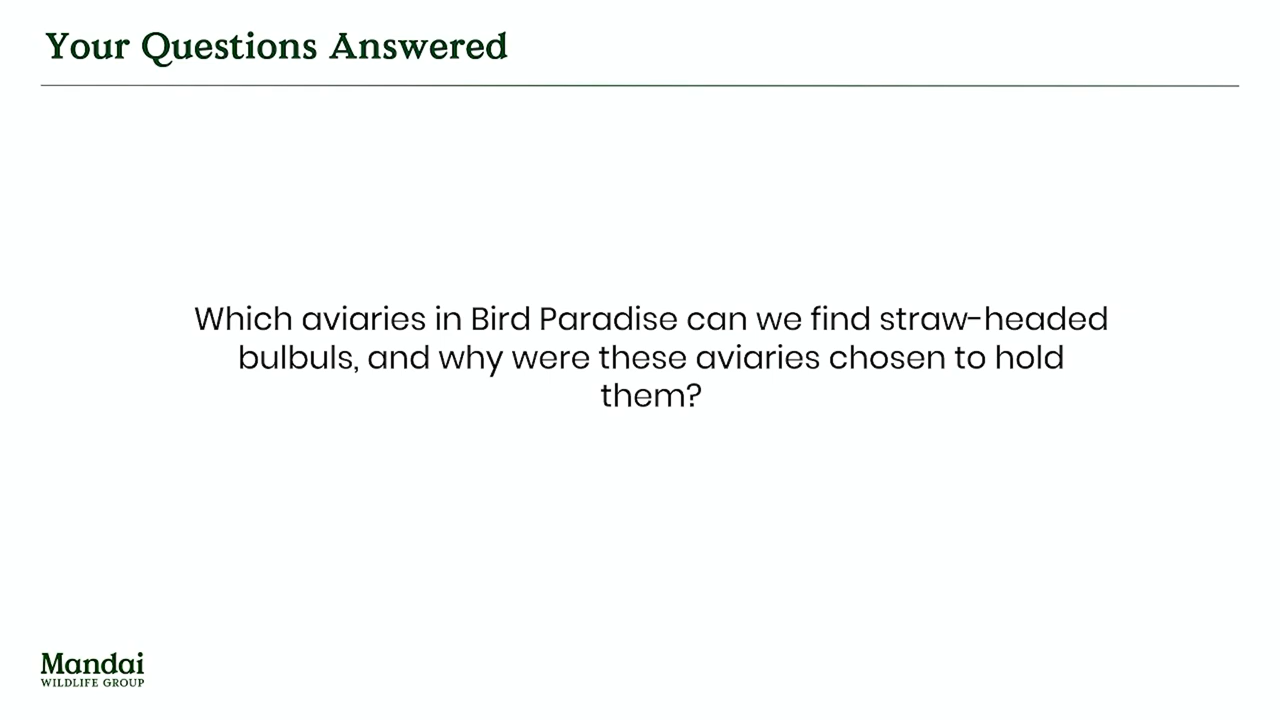 Your Questions Answered
Which aviaries in Bird Paradise can we find straw-headed
bulbuls, and why were these aviaries chosen to hold
them?
Mandai
WILDLIFE GROUP